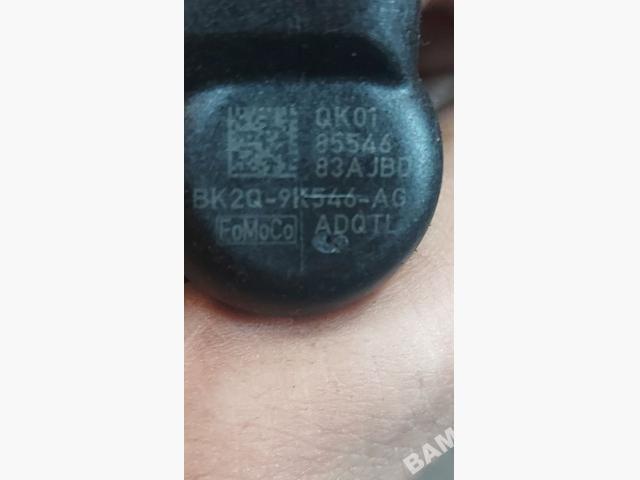 QK01
85546
83AJBD
BK2Q-9K546-AG
FoMoCo ADQTL
BAM